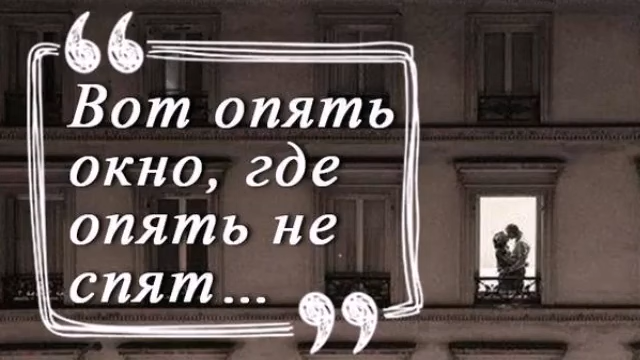 Вот опять
окно, где
опять не
спят...